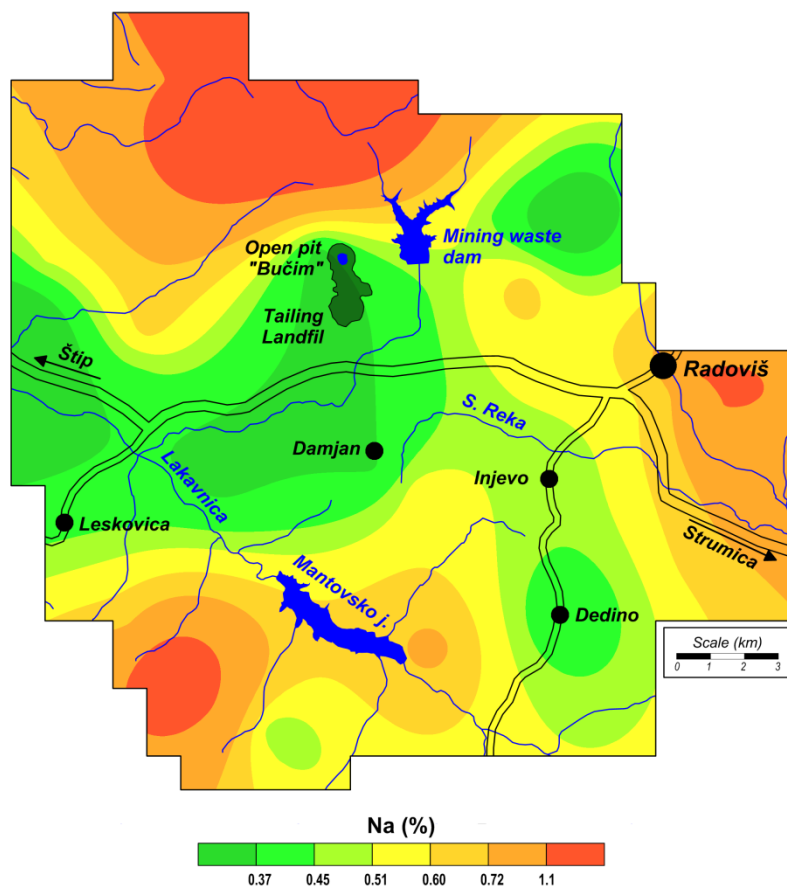 Open pit
"Bučim"
Mining waste
dam
Tailing
Landfil
Štip
Radoviš
S. Reka
Damjan
Injevo
Lakavnica
Leskovica
Strumica
Mantovsko j.
Dedino
Scale (km)
0 1 2 3
Na (%)
0.37 0.45 0.51 0.60 0.72 1.1